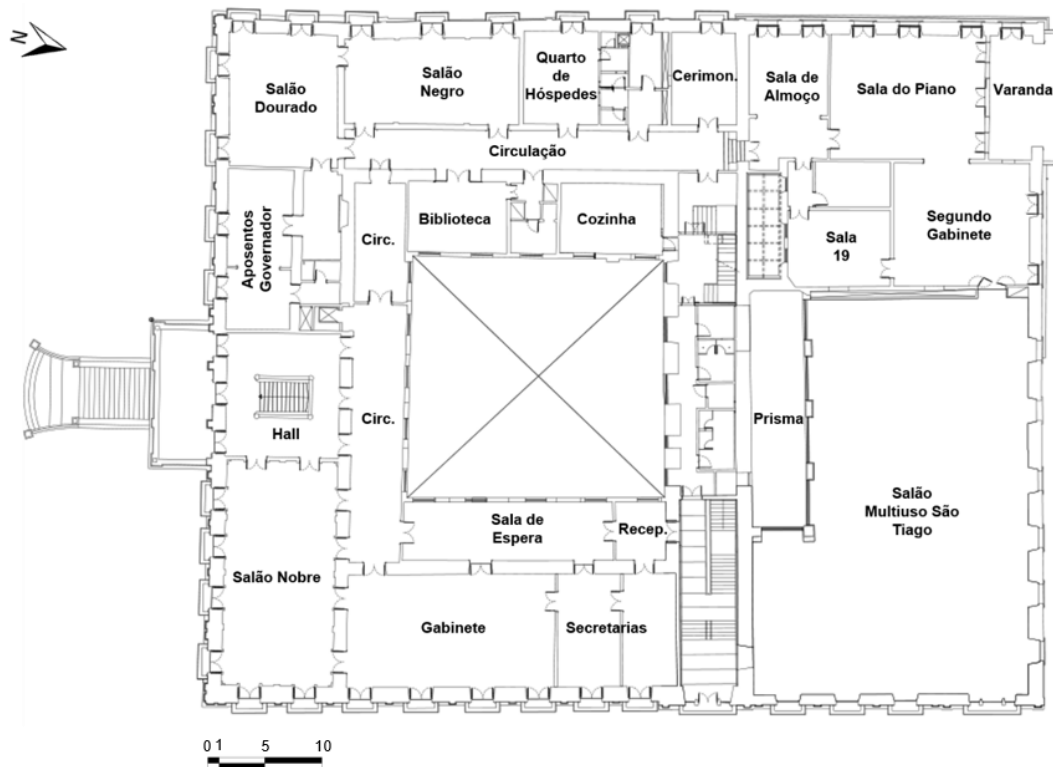 N
Salão
Dourado
Salão
Negro
Quarto
de
Hóspedes
Cerimon.
Sala de
Almoço
Sala do Piano
Varanda
Circulação
Aposentos
Governador
Circ.
Biblioteca
Cozinha
Sala
19
Segundo
Gabinete
Hall
Circ.
Prisma
Salão
Multiuso São
Tiago
Sala de
Espera
Recep.
Salão Nobre
Gabinete
Secretarias
0 1 5 10